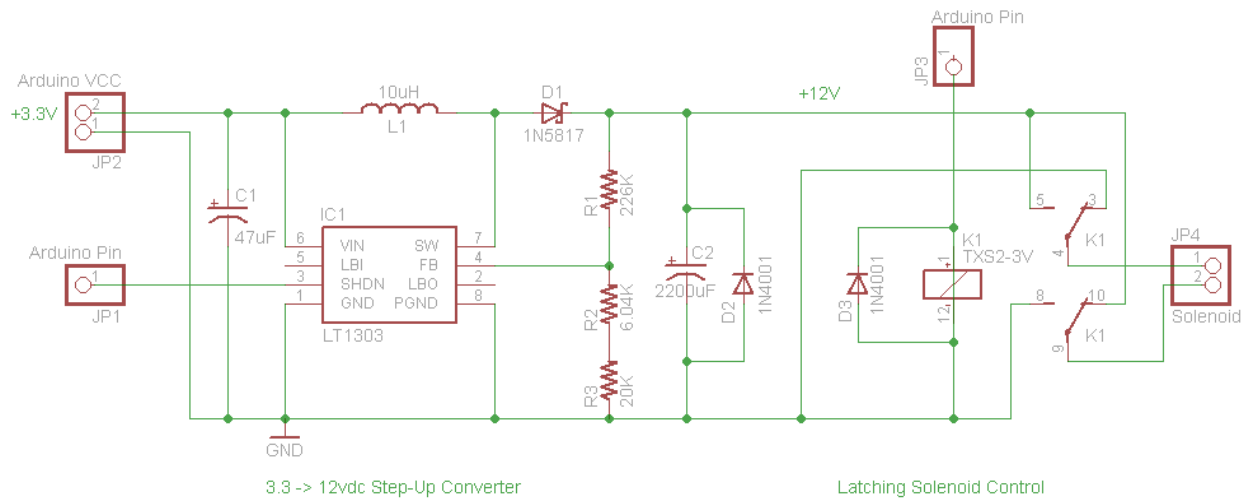 Arduino Pin
1
JP3
Arduino VCC
+3.3V
2
1
JP2
10uH
L1
D1
1N5817
+12V
C1
47uF
R1
226K
IC1
6 VIN SW 7
5 LBI FB 4
3 SHDN LBO 2
1 GND PGND 8
LT1303
Arduino Pin
1
JP1
R2
6.04K
R3
20K
C2
2200uF
D2
1N4001
D3
1N4001
K1
TXS2-3V
1
12
5
3
4
K1
8
10
9
K1
JP4
1
2
Solenoid
GND
3.3 -> 12vdc Step-Up Converter
Latching Solenoid Control